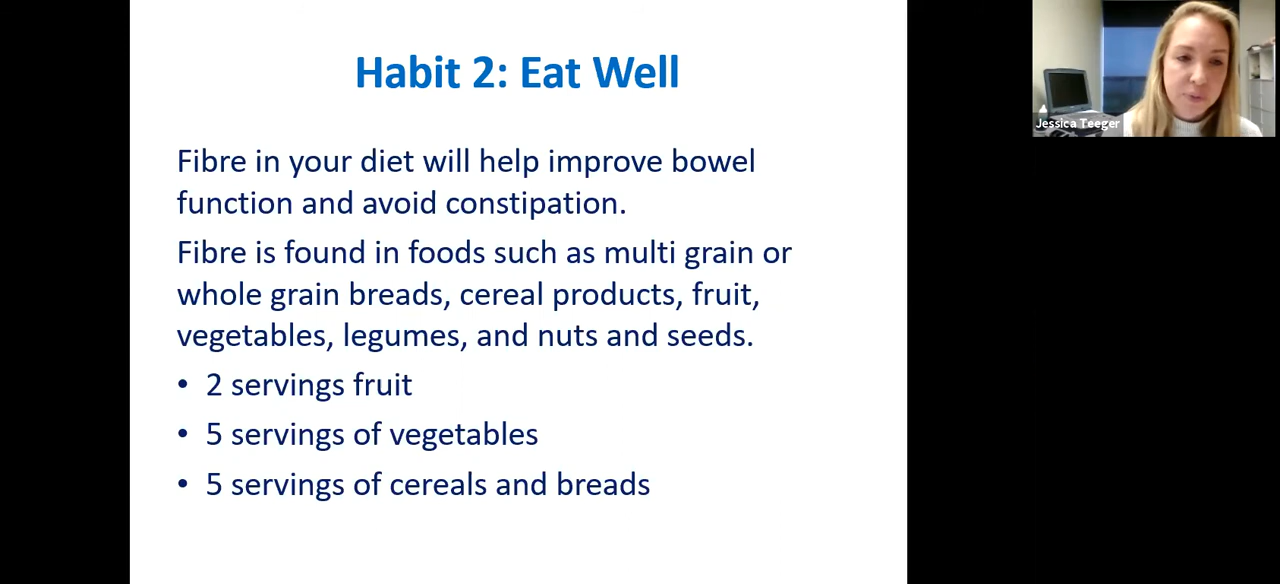 Habit 2: Eat Well
Fibre in your diet will help improve bowel
function and avoid constipation.
Fibre is found in foods such as multi grain or
whole grain breads, cereal products, fruit,
vegetables, legumes, and nuts and seeds.
• 2 servings fruit
• 5 servings of vegetables
• 5 servings of cereals and breads
Jessica Teeger